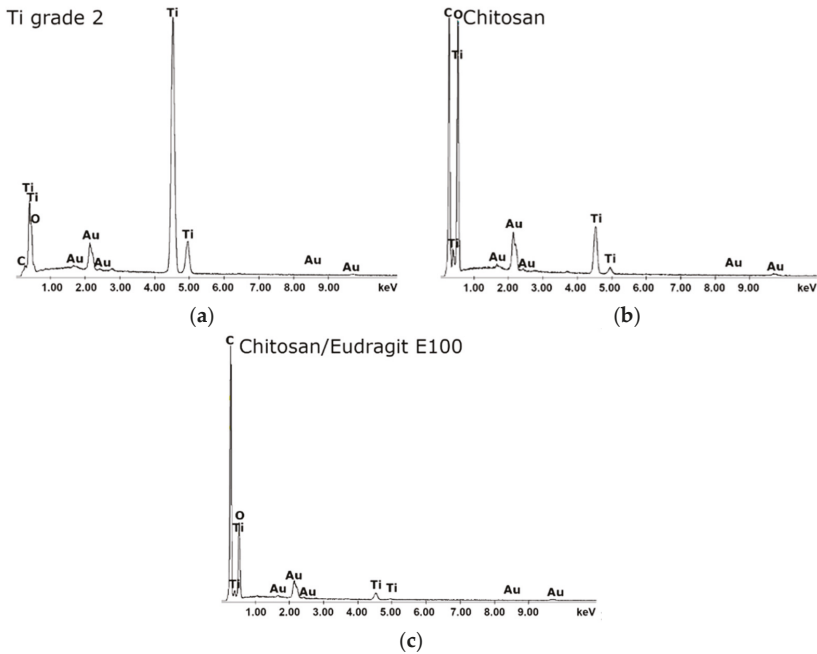 Ti grade 2
Ti
Ti
Ti
O
C
Au
Au
Au
Ti
Au
Au
1.00 2.00 3.00 4.00 5.00 6.00 7.00 8.00 9.00 keV
(a)
Chitosan
C O
Ti
Ti
Au
Au
Au
Ti
Ti
Au
Au
1.00 2.00 3.00 4.00 5.00 6.00 7.00 8.00 9.00 keV
(b)
Chitosan/Eudragit E100
C
O
Ti
Ti
Au
Au
Au
Ti Ti
Au
Au
1.00 2.00 3.00 4.00 5.00 6.00 7.00 8.00 9.00 keV
(c)